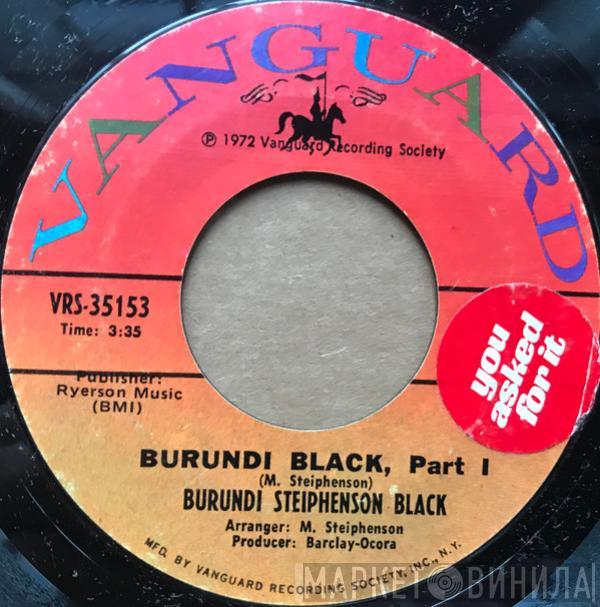 VANGUARD
℗ 1972 Vanguard Recording Society
VRS-35153
Time: 3:35
Publisher:
Ryerson Music
(BMI)
you
asked
for it
BURUNDI BLACK, Part I
(M. Steiphenson)
BURUNDI STEIPHENSON BLACK
Arranger: M. Steiphenson
Producer: Barclay-Ocora
MFD. BY VANGUARD RECORDING SOCIETY, INC., N.Y.
МАРКЕТ ВИНИЛА!